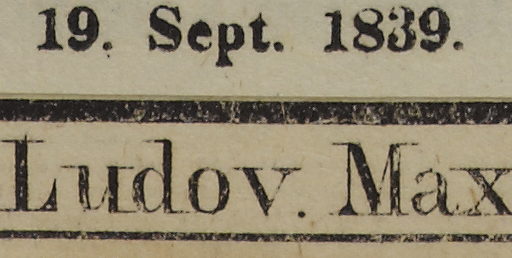 19. Sept. 1839.
Ludov. Max